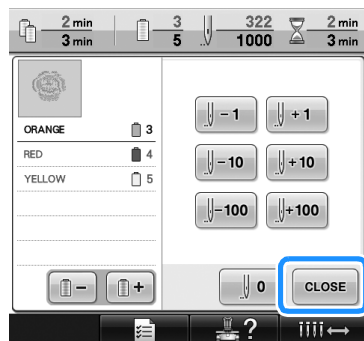 2 min 3 322 2 min
3 min 5 1000 3 min
ORANGE 3
RED 4
YELLOW 5
-1 +1
-10 +10
-100 +100
- + 0 CLOSE
?